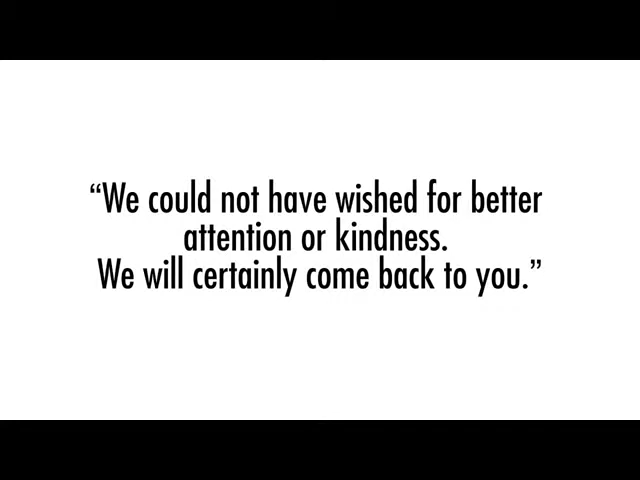 “We could not have wished for better
attention or kindness.
We will certainly come back to you.”